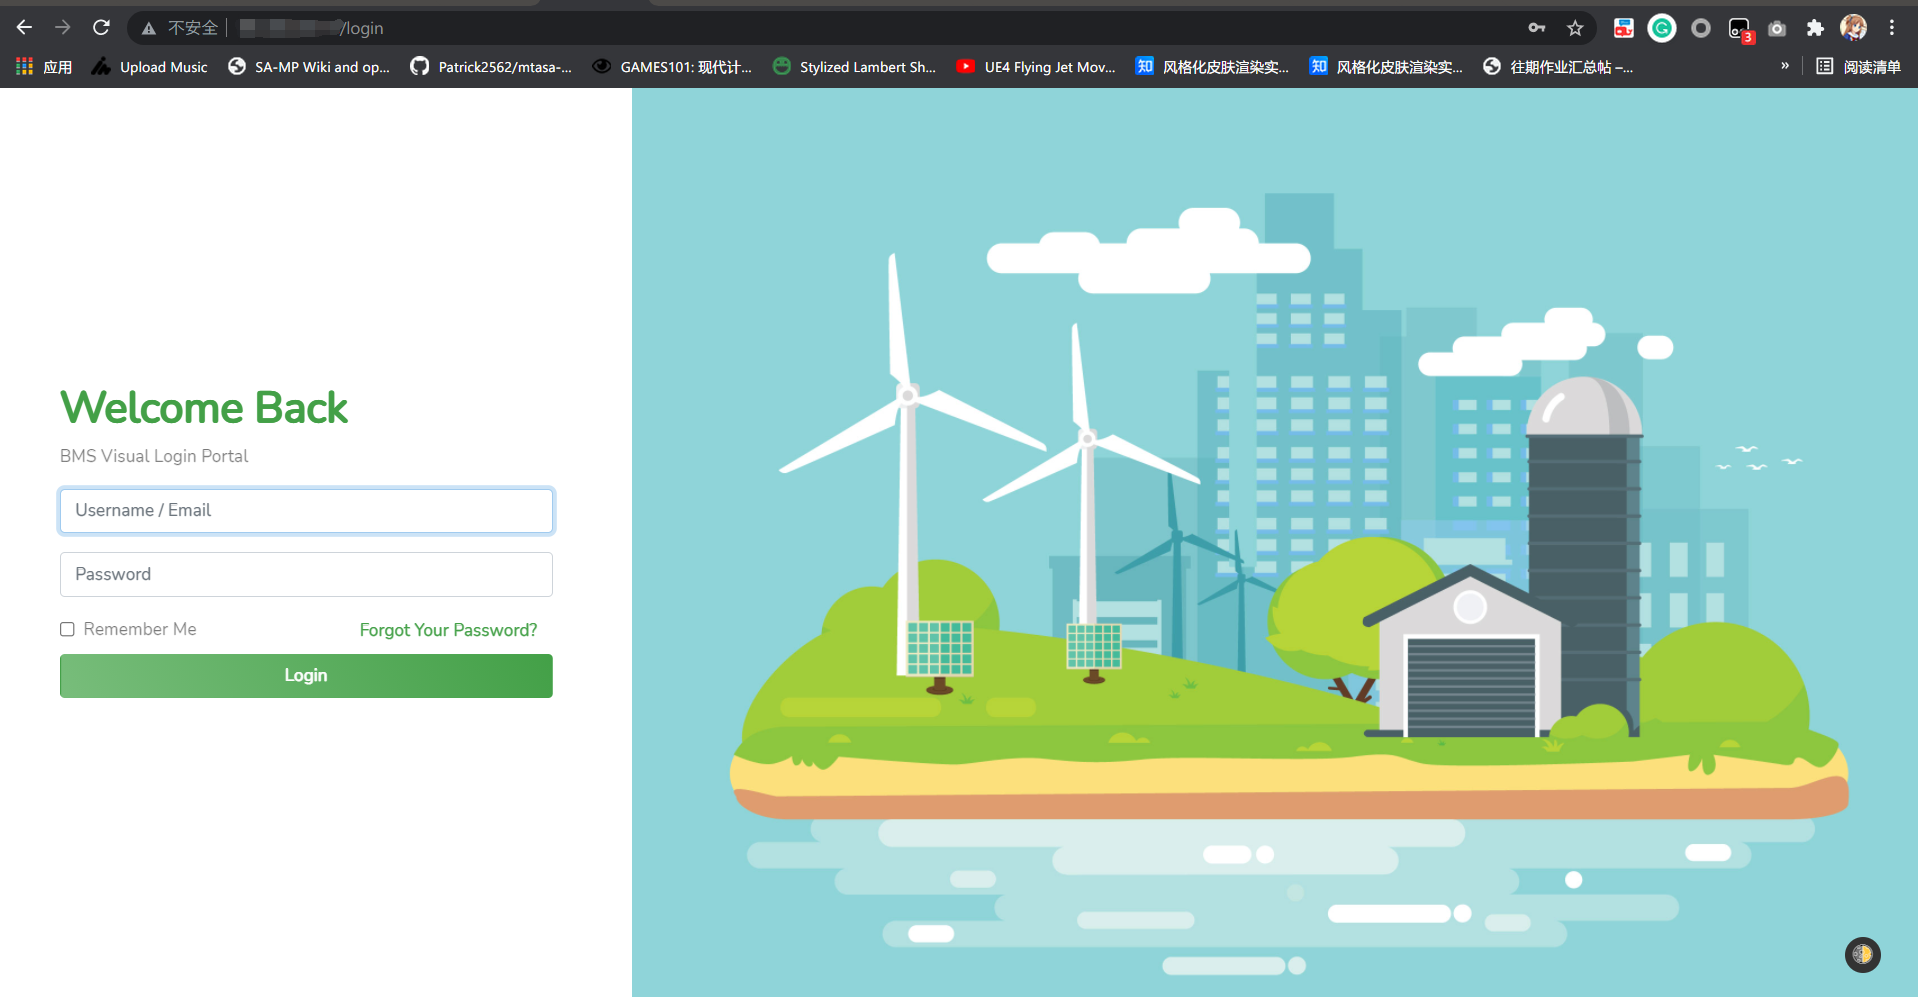 不安全 /login
应用 Upload Music SA-MP Wiki and op... Patrick2562/mtasa-... GAMES101: 现代计... Stylized Lambert Sh... UE4 Flying Jet Mov... 知 风格化皮肤渲染实... 知 风格化皮肤渲染实... 往期作业汇总帖 –... » 阅读清单
3
Welcome Back
BMS Visual Login Portal
Username / Email
Password
Remember Me Forgot Your Password?
Login